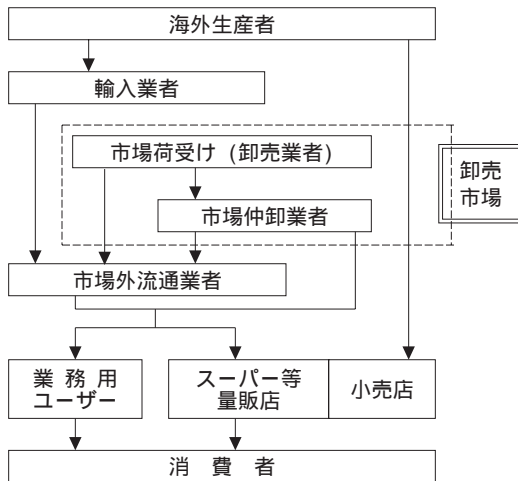 海外生産者
輸入業者
市場荷受け (卸売業者)
卸売
市場
市場仲卸業者
市場外流通業者
業 務 用
ユーザー
スーパー等
量販店
小売店
消 費 者